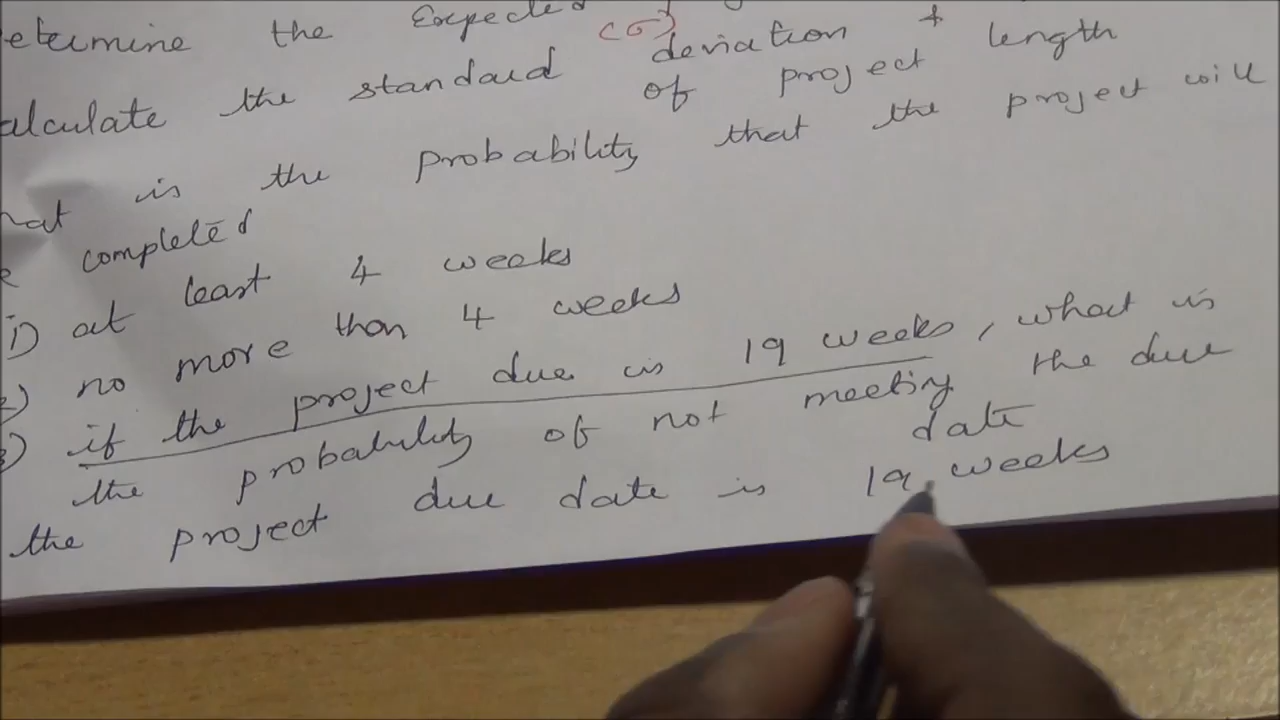 etermine the Expected
(σ)
alculate the standard deviation & length
of project
hat is the probability that the project will
e completed
i) at least 4 weeks
2) no more than 4 weeks
3) if the project due is 19 weeks, what is
the probability of not meeting the due
date
the project due date is 19 weeks